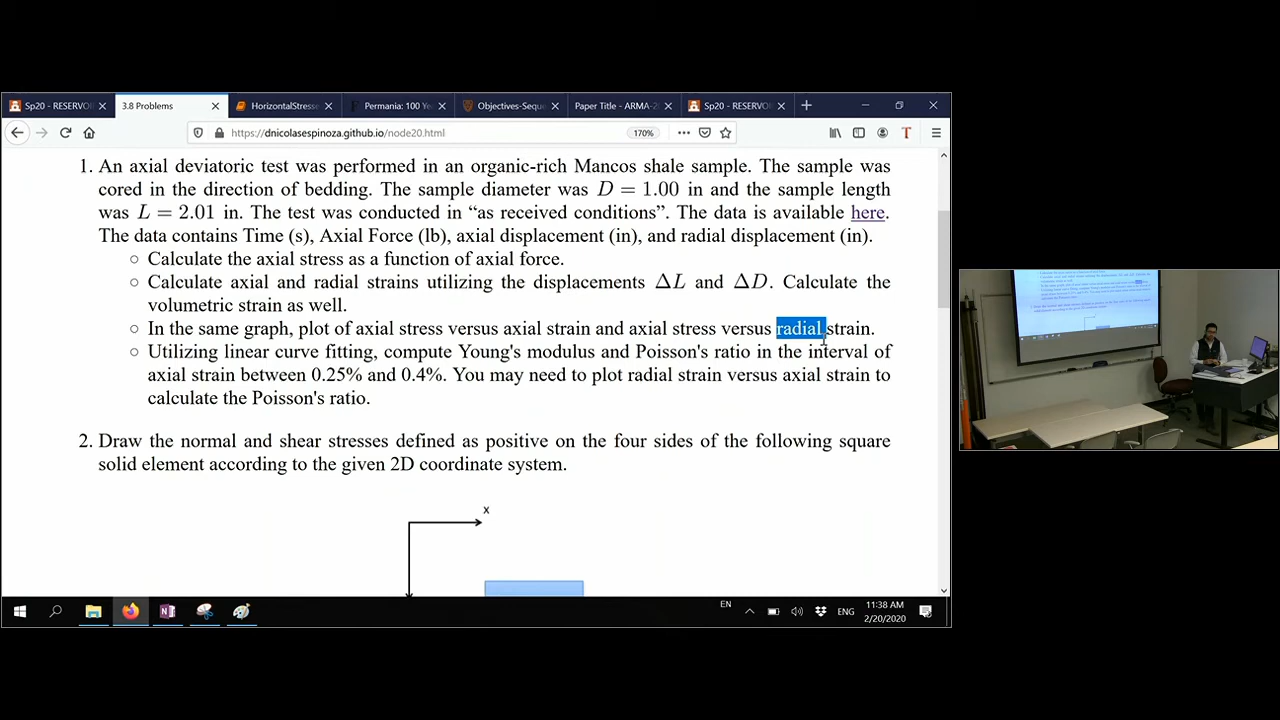 Sp20 - RESERVOI
3.8 Problems
HorizontalStresse
Permania: 100 Ye
Objectives-Seque
Paper Title - ARMA-2
Sp20 - RESERVOI
https://dnicolasespinoza.github.io/node20.html
170%
1. An axial deviatoric test was performed in an organic-rich Mancos shale sample. The sample was
cored in the direction of bedding. The sample diameter was D = 1.00 in and the sample length
was L = 2.01 in. The test was conducted in “as received conditions”. The data is available here.
The data contains Time (s), Axial Force (lb), axial displacement (in), and radial displacement (in).
○ Calculate the axial stress as a function of axial force.
○ Calculate axial and radial strains utilizing the displacements ΔL and ΔD. Calculate the
volumetric strain as well.
○ In the same graph, plot of axial stress versus axial strain and axial stress versus radial strain.
○ Utilizing linear curve fitting, compute Young's modulus and Poisson's ratio in the interval of
axial strain between 0.25% and 0.4%. You may need to plot radial strain versus axial strain to
calculate the Poisson's ratio.
2. Draw the normal and shear stresses defined as positive on the four sides of the following square
solid element according to the given 2D coordinate system.
x
EN
ENG
11:38 AM
2/20/2020